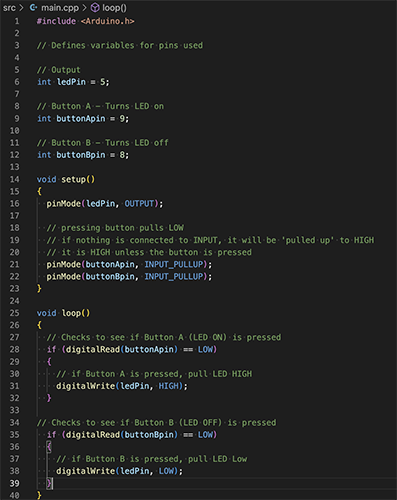 src > main.cpp > loop()
1 #include <Arduino.h>
2
3 // Defines variables for pins used
4
5 // Output
6 int ledPin = 5;
7
8 // Button A - Turns LED on
9 int buttonApin = 9;
10
11 // Button B - Turns LED off
12 int buttonBpin = 8;
13
14 void setup()
15 {
16 pinMode(ledPin, OUTPUT);
17
18 // pressing button pulls LOW
19 // if nothing is connected to INPUT, it will be 'pulled up' to HIGH
20 // it is HIGH unless the button is pressed
21 pinMode(buttonApin, INPUT_PULLUP);
22 pinMode(buttonBpin, INPUT_PULLUP);
23 }
24
25 void loop()
26 {
27 // Checks to see if Button A (LED ON) is pressed
28 if (digitalRead(buttonApin) == LOW)
29 {
30 // if Button A is pressed, pull LED HIGH
31 digitalWrite(ledPin, HIGH);
32 }
33
34 // Checks to see if Button B (LED OFF) is pressed
35 if (digitalRead(buttonBpin) == LOW)
36 {
37 // if Button B is pressed, pull LED Low
38 digitalWrite(ledPin, LOW);
39 }
40 }